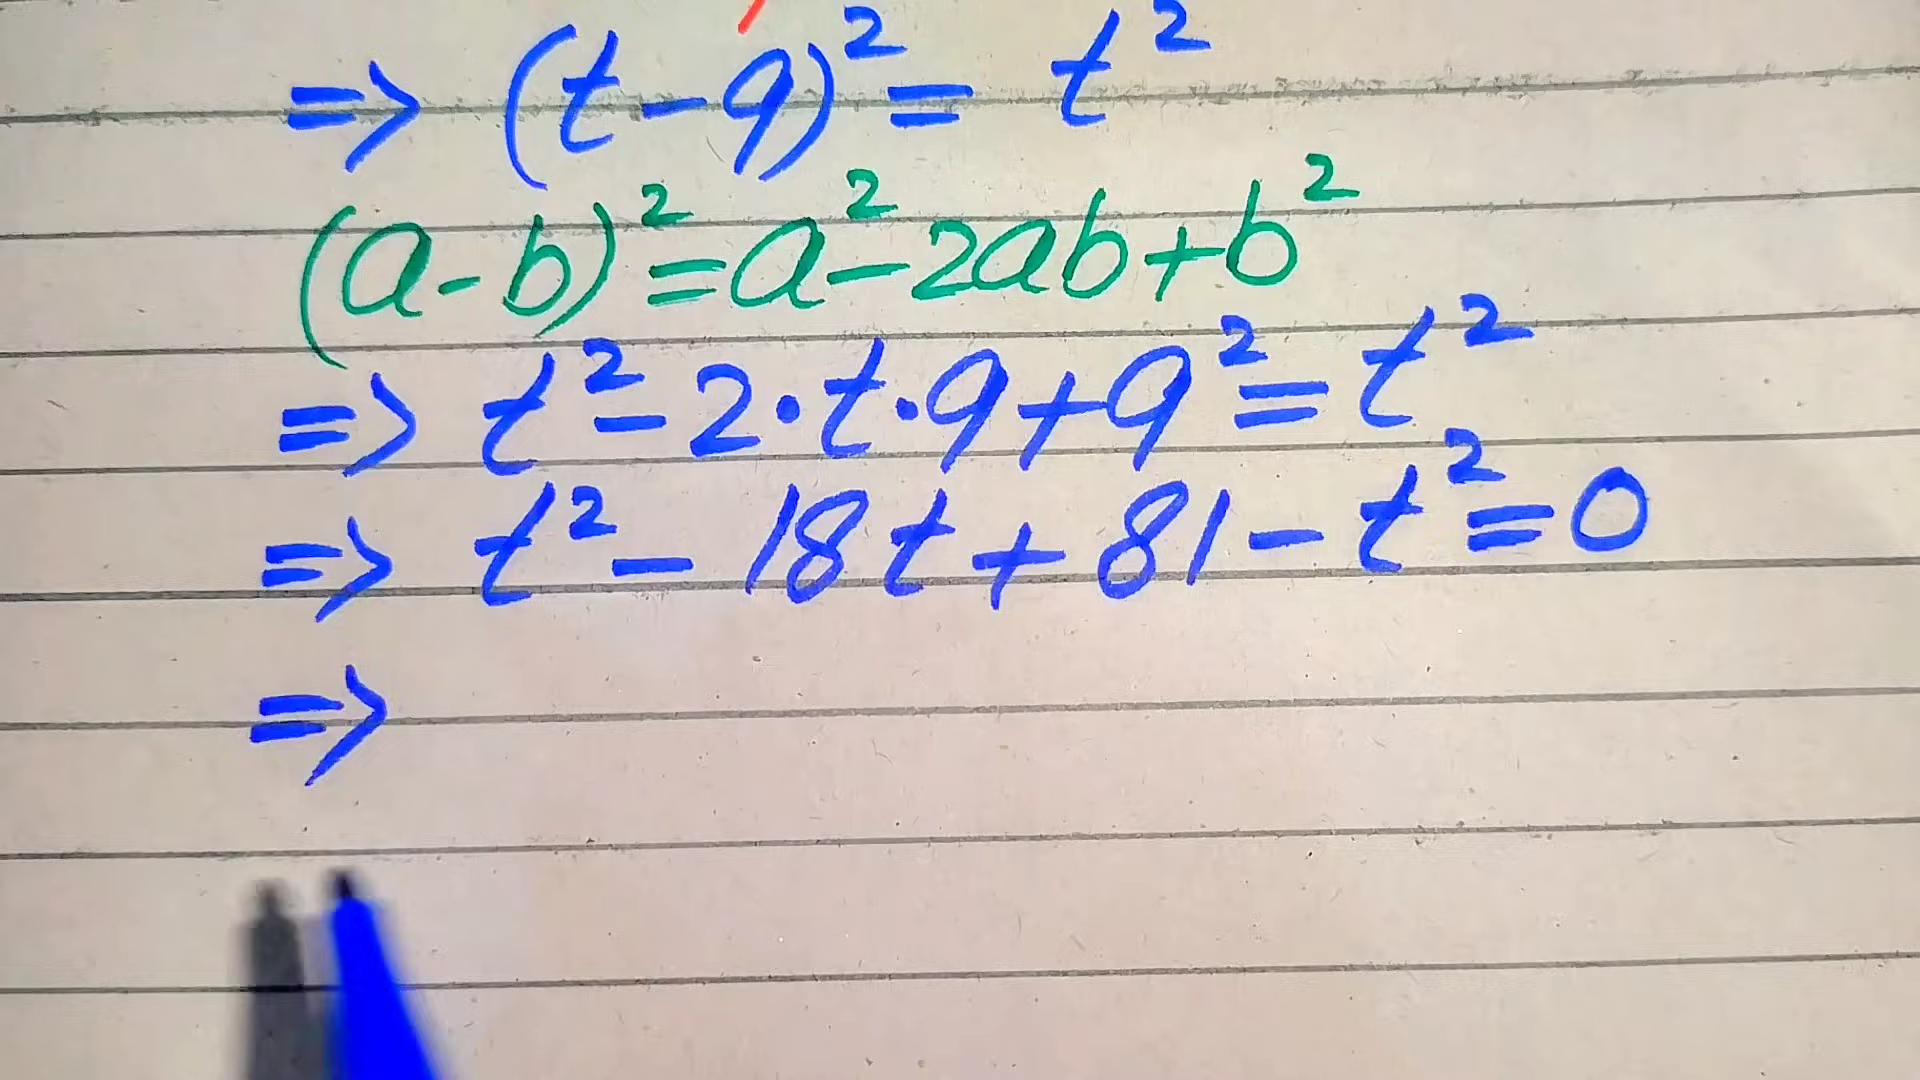 => (t-9)² = t²
(a-b)² = a² - 2ab + b²
=> t² - 2·t·9 + 9² = t²
=> t² - 18t + 81 - t² = 0
=>